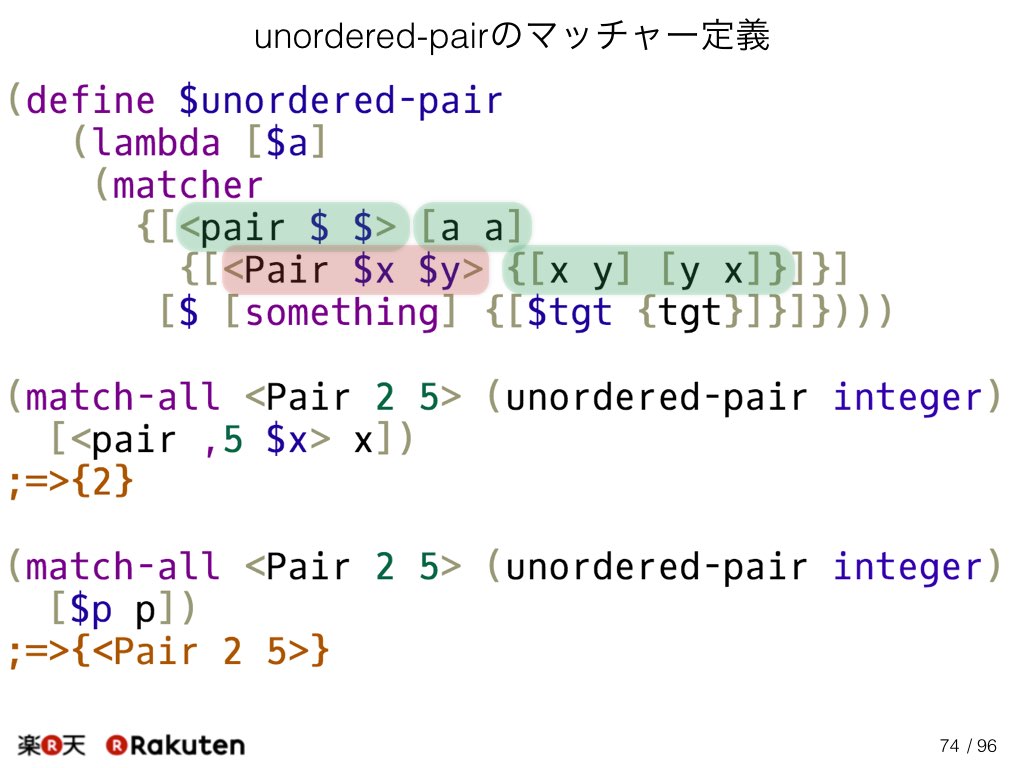 unordered-pairのマッチャー定義
(define $unordered-pair
(lambda [$a]
(matcher
{[<pair $ $> [a a]
{[<Pair $x $y> {[x y] [y x]}]}]
[$ [something] {[$tgt {tgt}]}]})))
(match-all <Pair 2 5> (unordered-pair integer)
[<pair ,5 $x> x])
;=>{2}
(match-all <Pair 2 5> (unordered-pair integer)
[$p p])
;=>{<Pair 2 5>}
楽R天 R Rakuten
74 / 96